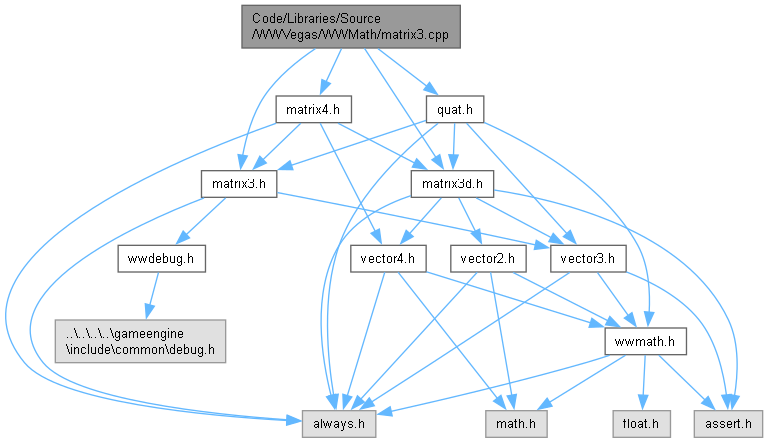 Code/Libraries/Source
/WWVegas/WWMath/matrix3.cpp
matrix4.h
quat.h
matrix3.h
matrix3d.h
wwdebug.h
vector4.h
vector2.h
vector3.h
..\..\..\..\gameengine
\include\common\debug.h
wwmath.h
always.h
math.h
float.h
assert.h